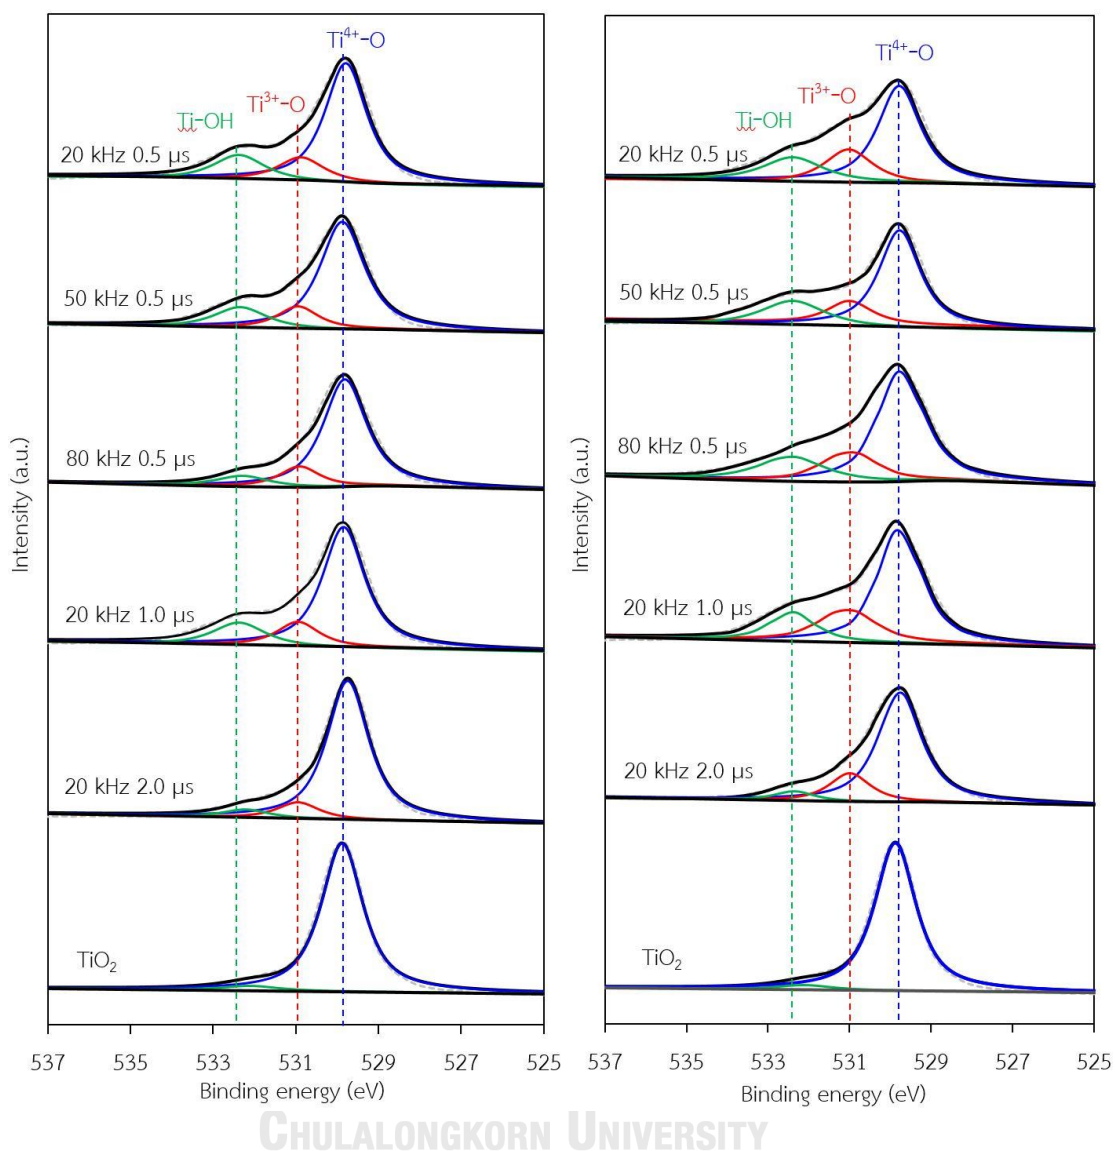 Ti4+-O
Ti3+-O
Ti-OH
20 kHz 0.5 µs
50 kHz 0.5 µs
80 kHz 0.5 µs
20 kHz 1.0 µs
20 kHz 2.0 µs
TiO2
Intensity (a.u.)
537 535 533 531 529 527 525
Binding energy (eV)
Ti4+-O
Ti3+-O
Ti-OH
20 kHz 0.5 µs
50 kHz 0.5 µs
80 kHz 0.5 µs
20 kHz 1.0 µs
20 kHz 2.0 µs
TiO2
Intensity (a.u.)
537 535 533 531 529 527 525
Binding energy (eV)
CHULALONGKORN UNIVERSITY